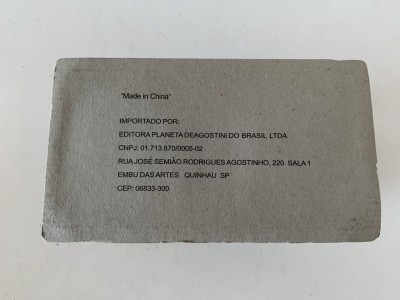 "Made in China"
IMPORTADO POR:
EDITORA PLANETA DEAGOSTINI DO BRASIL LTDA
CNPJ: 01.713.870/0005-02
RUA JOSÉ SEMIÃO RODRIGUES AGOSTINHO, 220 SALA 1
EMBU DAS ARTES QUINHAU SP
CEP: 06833-300